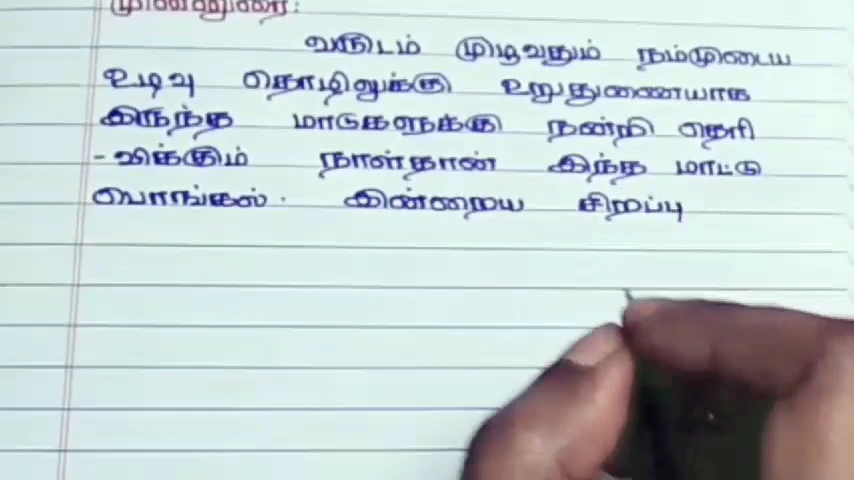 முன்னுரை:
வருடம் முழுவதும் நம்முடைய
உழவு தொழிலுக்கு உறுதுணையாக
இருந்த மாடுகளுக்கு நன்றி தெரி
-விக்கும் நாள்தான் இந்த மாட்டு
பொங்கல். இன்றைய சிறப்பு